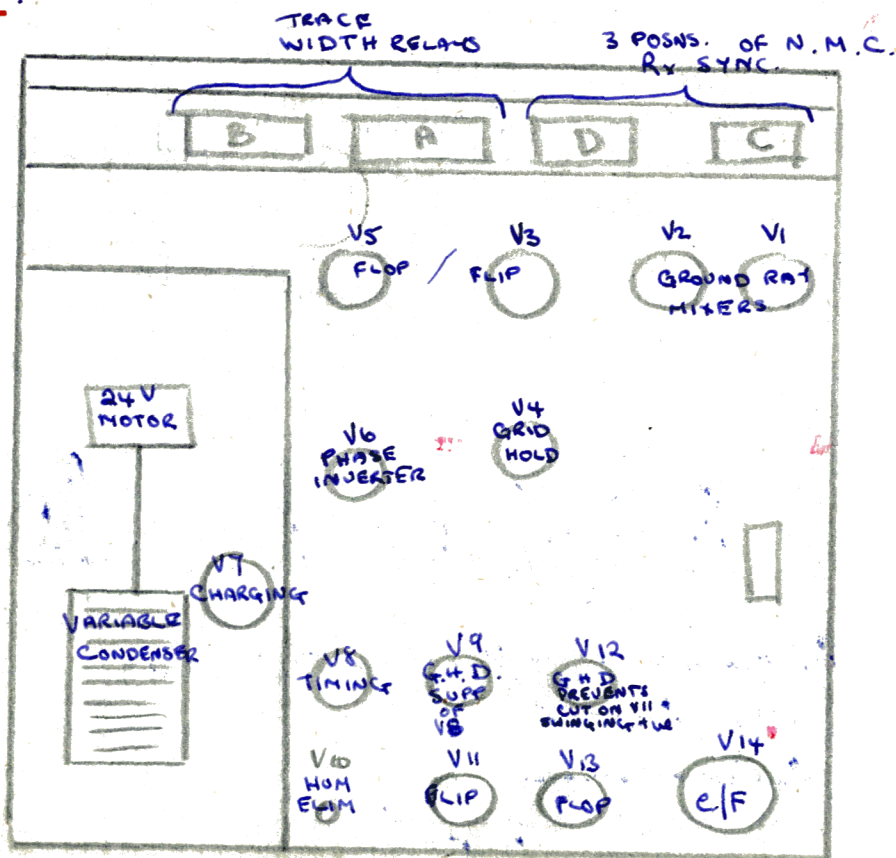 TRACE
WIDTH RELAYS
3 POSNS. OF N.M.C.
Rx SYNC.
B
A
D
C
V5
FLOP
/
V3
FLIP
V2
V1
GROUND RAY
MIXERS
24V
MOTOR
V6
PHASE
INVERTER
V4
GRID
HOLD
V7
CHARGING
VARIABLE
CONDENSER
V8
TIMING
V9
G.H.D.
SUPP
OF
V8
V12
G H D
PREVENTS
CUT ON V11
SWINGING +VE
V10
HUM
ELIM
V11
FLIP
V13
FLOP
V14
C/F